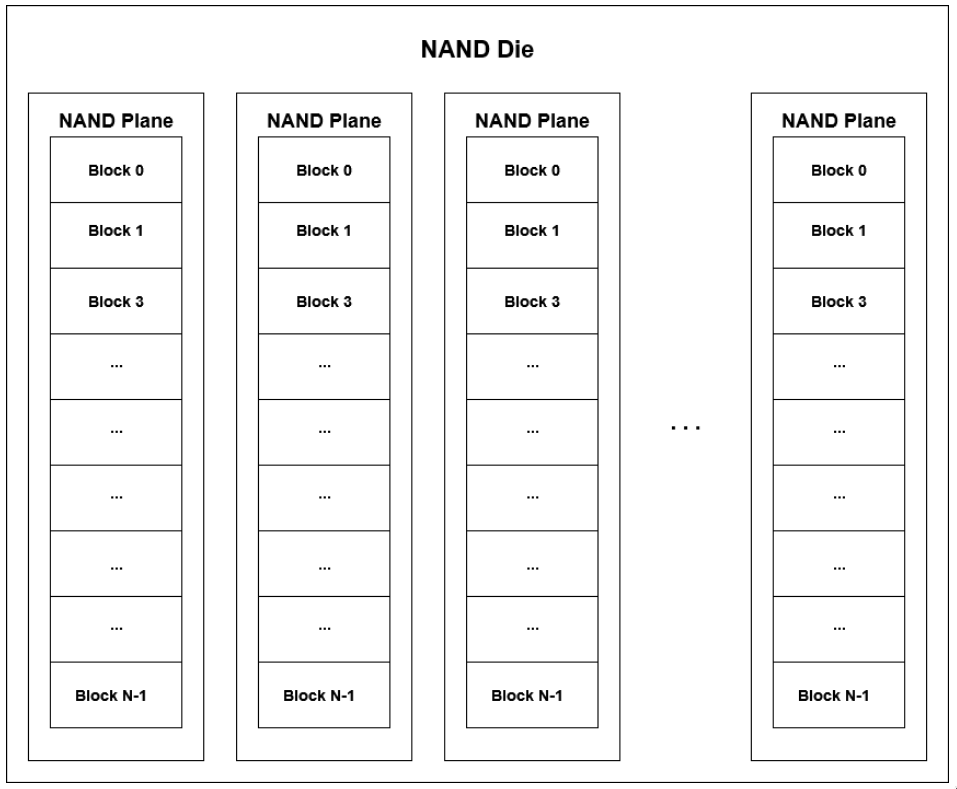 NAND Die
NAND Plane NAND Plane NAND Plane NAND Plane
Block 0 Block 0 Block 0 Block 0
Block 1 Block 1 Block 1 Block 1
Block 3 Block 3 Block 3 Block 3
... ... ... ...
... ... ... ... ...
... ... ... ...
... ... ... ...
... ... ... ...
Block N-1 Block N-1 Block N-1 Block N-1